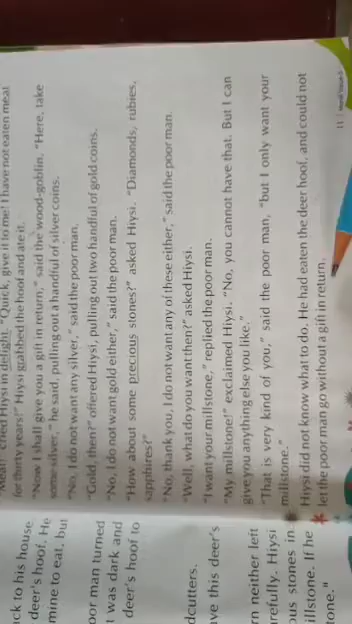 ck to his house
deer's hoof. He
mine to eat, but
oor man turned
t was dark and
deer's hoof to
dcutters.
ve this deer's
rn neither left
refully. Hiysi
us stones in
illstone. If he
tone."
cried Hiysi in delight. "Quick, give it to me! I have not eaten meat
for thirty years!" Hiysi grabbed the hoof and ate it.
"Now I shall give you a gift in return," said the wood-goblin. "Here, take
some silver," he said, pulling out a handful of silver coins.
"No, I do not want any silver," said the poor man.
"Gold, then?" offered Hiysi, pulling out two handful of gold coins.
"No, I do not want gold either," said the poor man.
"How about some precious stones?" asked Hiysi. "Diamonds, rubies,
sapphires?"
"No, thank you, I do not want any of these either," said the poor man.
"Well, what do you want then?" asked Hiysi.
"I want your millstone," replied the poor man.
"My millstone!" exclaimed Hiysi. "No, you cannot have that. But I can
give you anything else you like."
"That is very kind of you," said the poor man, "but I only want your
millstone."
Hiysi did not know what to do. He had eaten the deer hoof, and could not
let the poor man go without a gift in return.
11